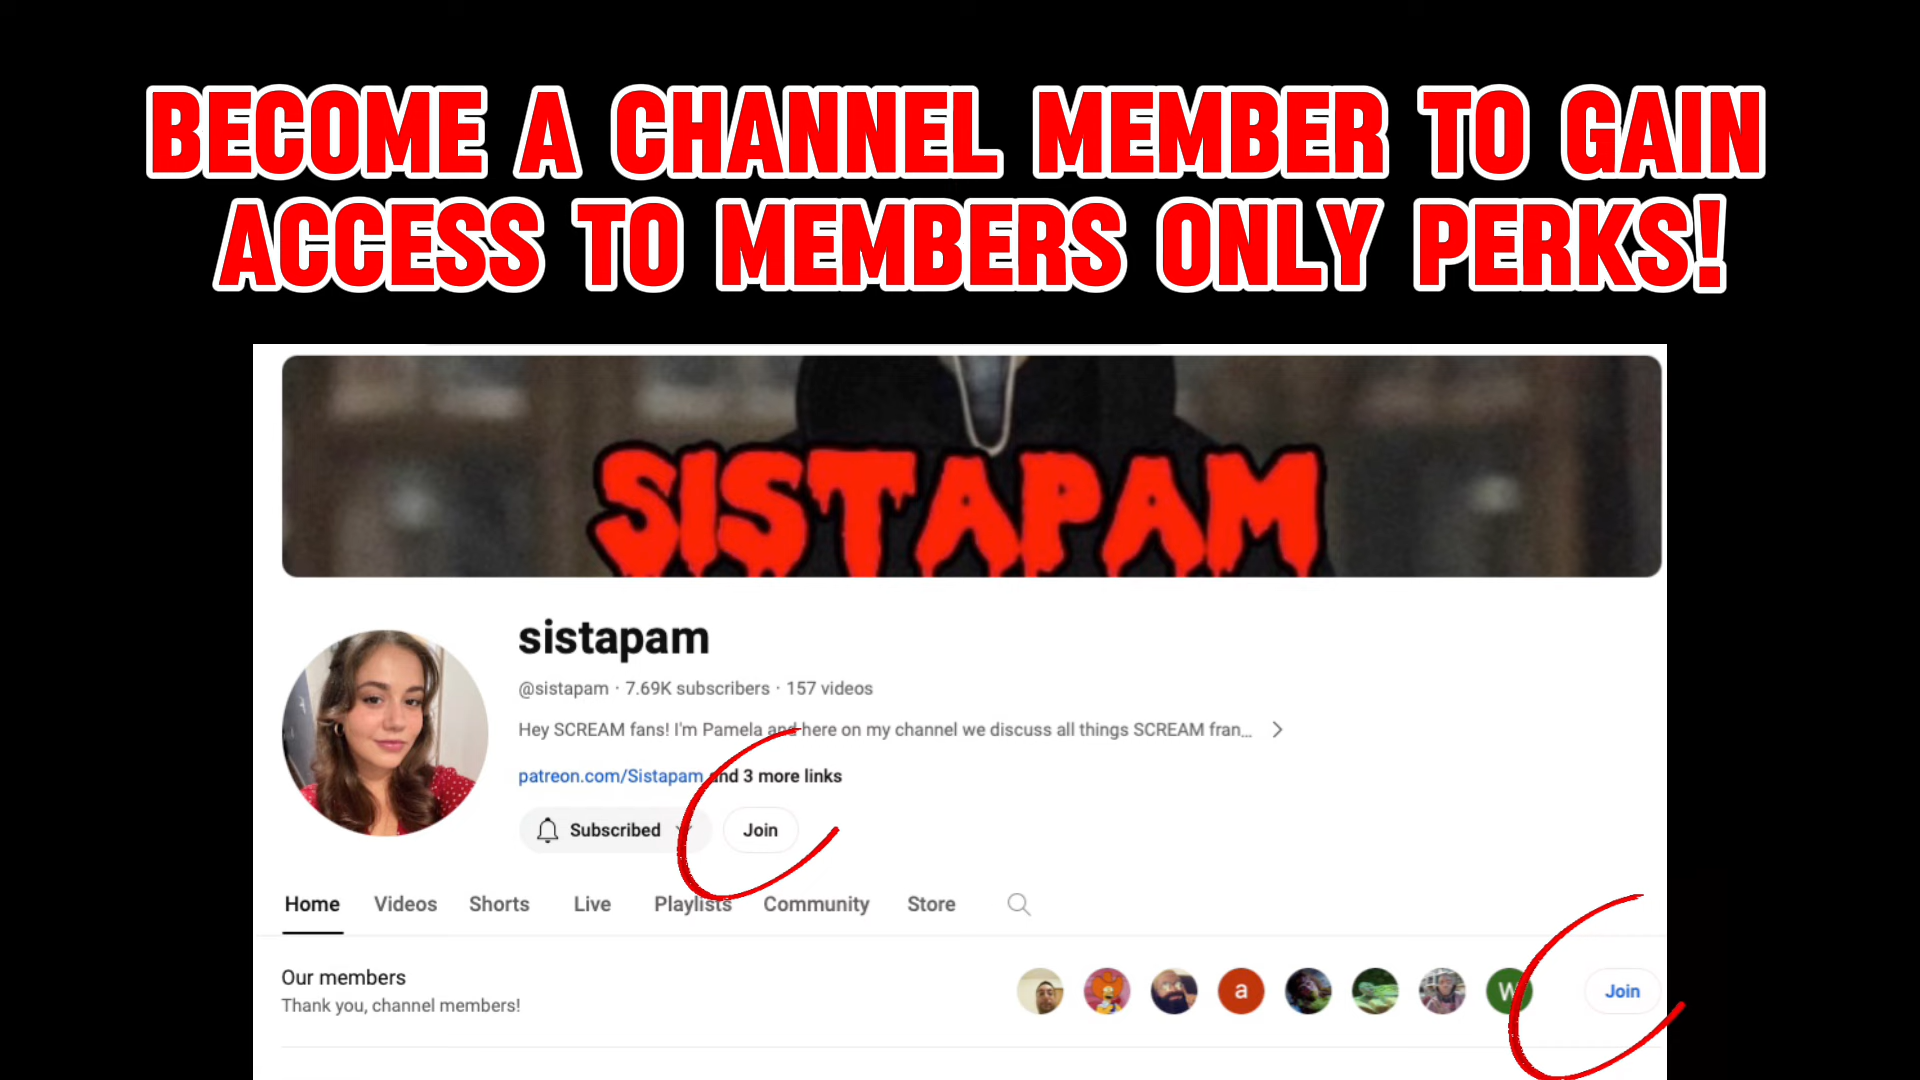 BECOME A CHANNEL MEMBER TO GAIN
ACCESS TO MEMBERS ONLY PERKS!
SISTAPAM
sistapam
@sistapam · 7.69K subscribers · 157 videos
Hey SCREAM fans! I'm Pamela and here on my channel we discuss all things SCREAM fran...
patreon.com/Sistapam and 3 more links
Subscribed Join
Home Videos Shorts Live Playlists Community Store
Our members
Thank you, channel members!
a W Join